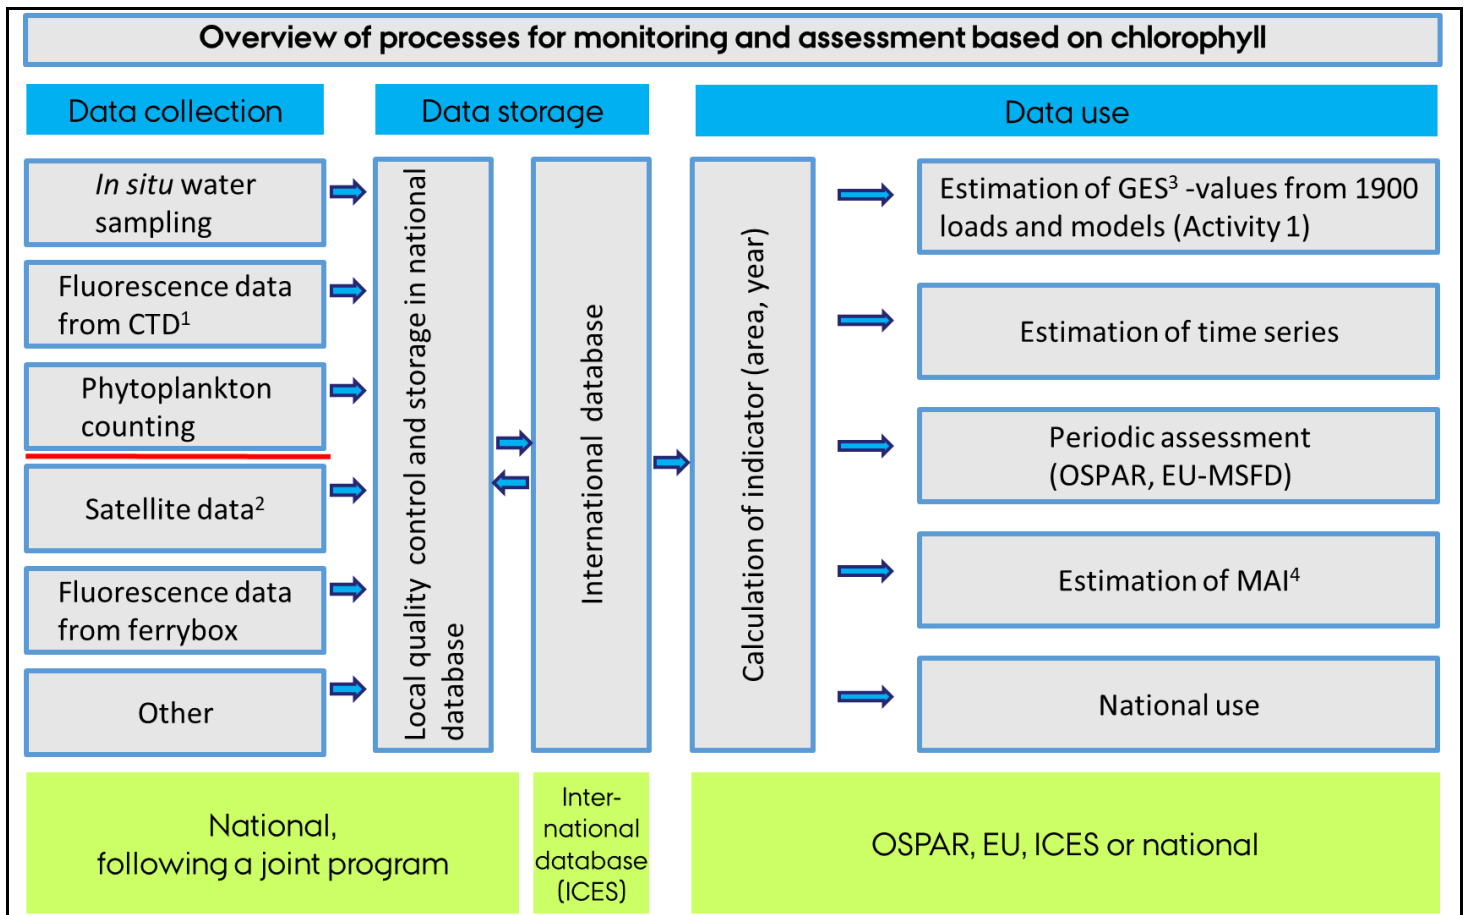 Overview of processes for monitoring and assessment based on chlorophyll
Data collection
Data storage
Data use
In situ water
sampling
Fluorescence data
from CTD¹
Phytoplankton
counting
Satellite data²
Fluorescence data
from ferrybox
Other
Local quality control and storage in national
database
International database
Calculation of indicator (area, year)
Estimation of GES³ -values from 1900
loads and models (Activity 1)
Estimation of time series
Periodic assessment
(OSPAR, EU-MSFD)
Estimation of MAI⁴
National use
National,
following a joint program
Inter-
national
database
(ICES)
OSPAR, EU, ICES or national